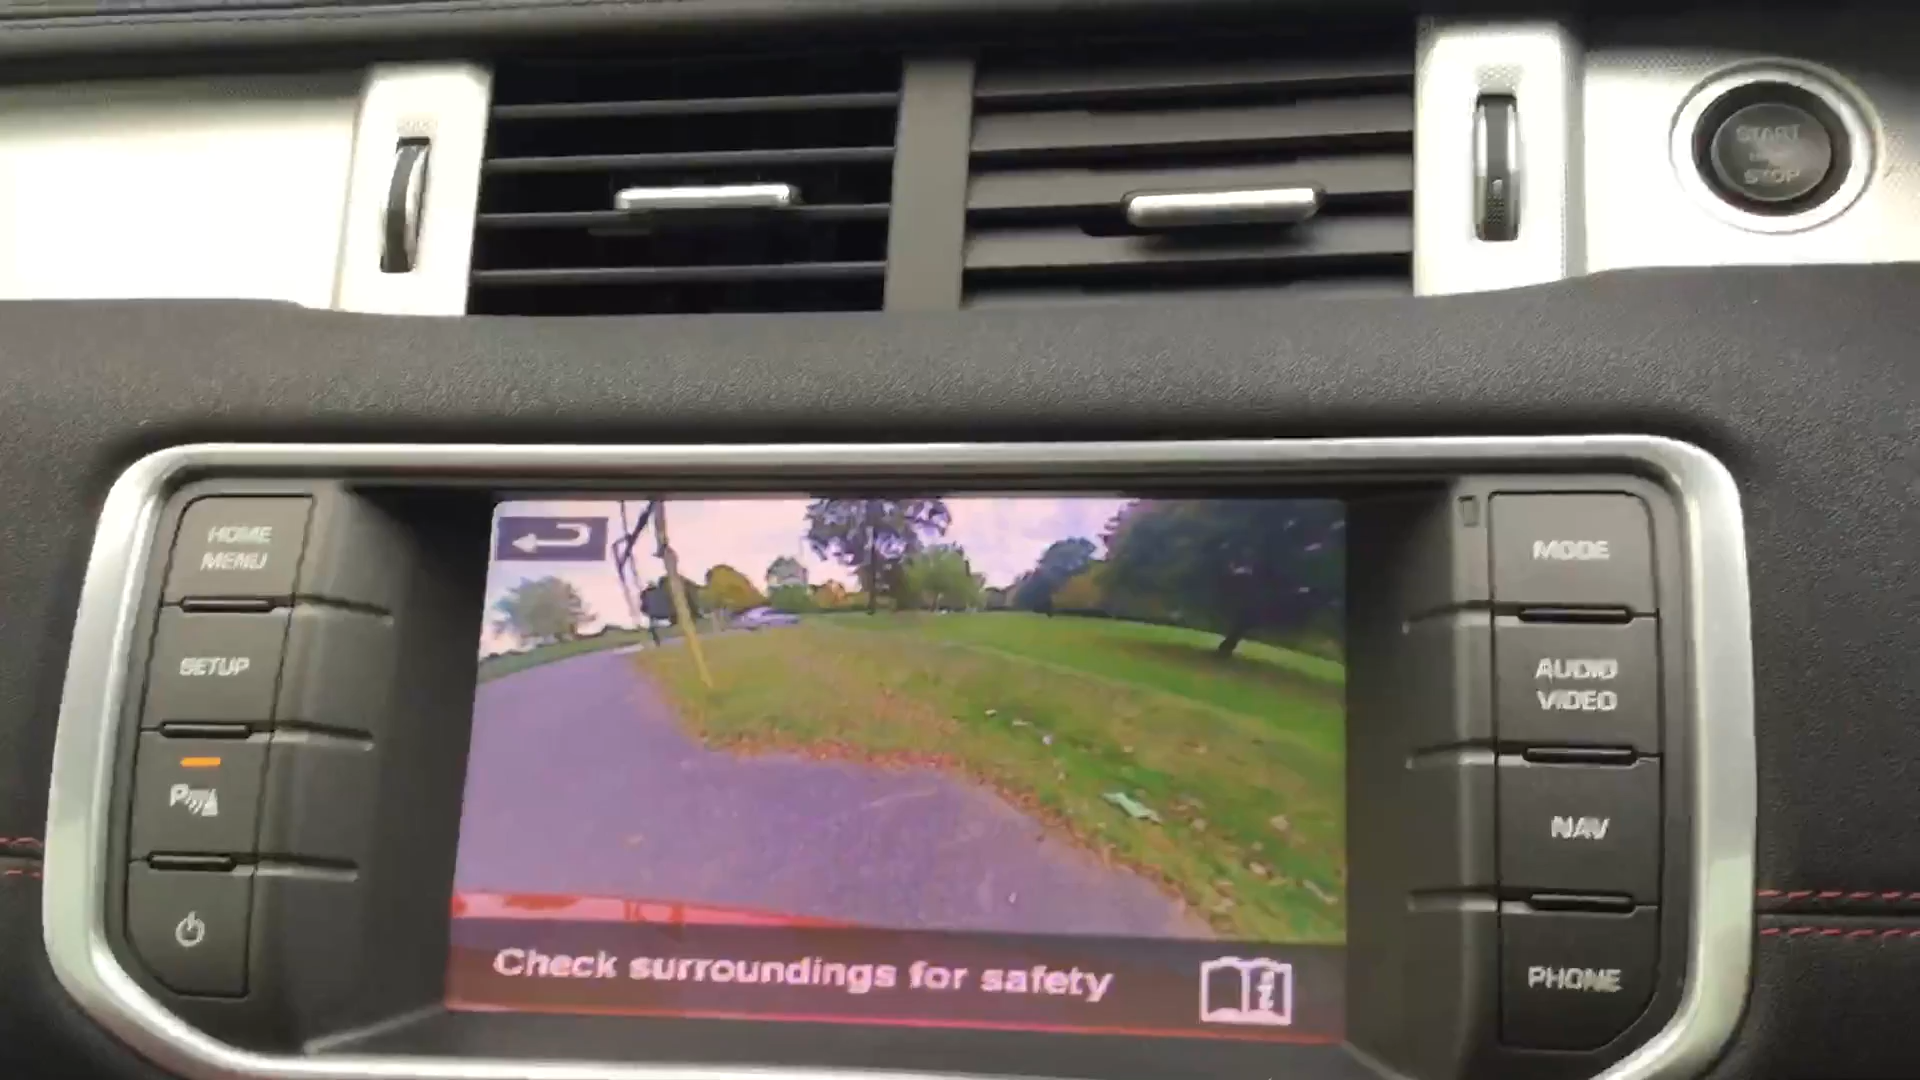 START
STOP
HOME
MENU
SETUP
P
Check surroundings for safety
i
MODE
AUDIO
VIDEO
NAV
PHONE